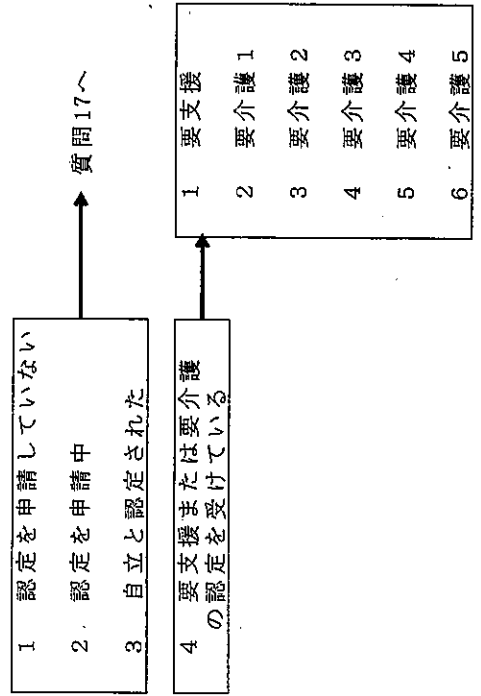 1 認定を申請していない
2 認定を申請中
3 自立と認定された
質問17へ
4 要支援または要介護
の認定を受けている
1 要支援
2 要介護1
3 要介護2
4 要介護3
5 要介護4
6 要介護5